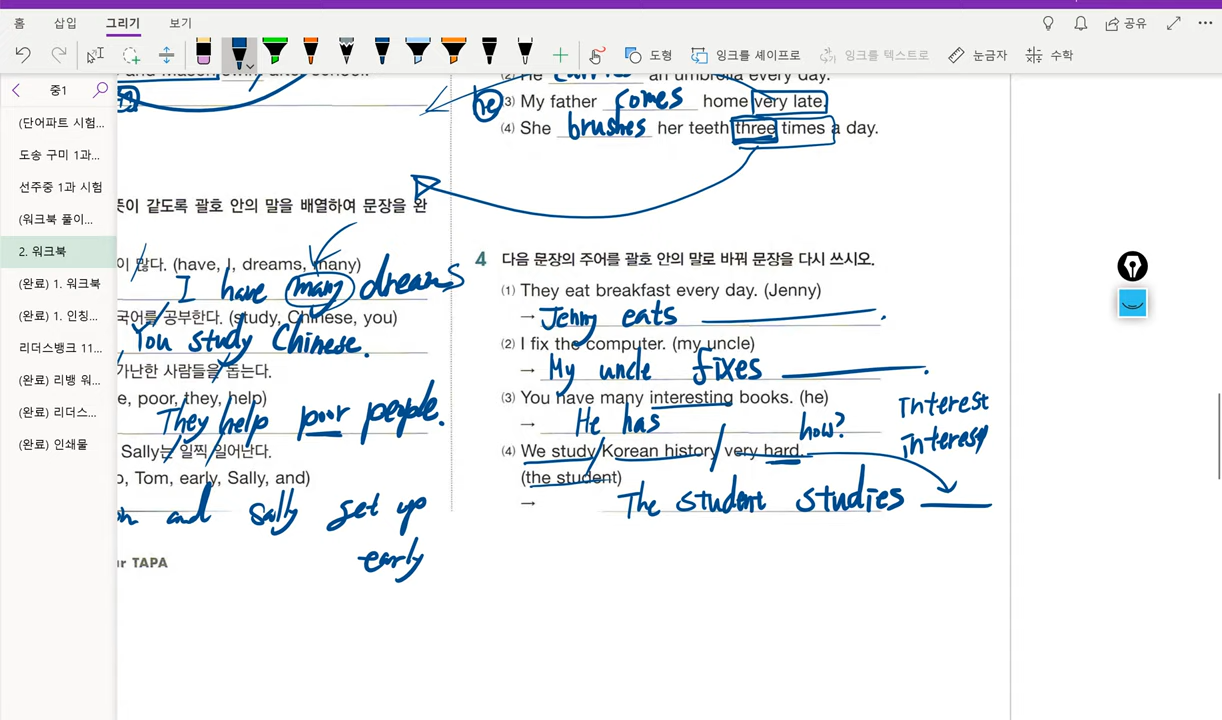 홈 삽입 그리기 보기
공유
도형 잉크를 셰이프로 잉크를 텍스트로 눈금자 수학
중1
(단어파트 시험...
도송 구미 1과...
선주중 1과 시험
(워크북 풀이...
2. 워크북
(완료) 1. 워크북
(완료) 1. 인칭...
리더스뱅크 11...
(완료) 리뱅 워...
(완료) 리더스...
(완료) 인쇄물
after school.
뜻이 같도록 괄호 안의 말을 배열하여 문장을 완
이 많다. (have, I, dreams, many)
I have many dreams
국어를 공부한다. (study, Chinese, you)
You study Chinese.
가난한 사람들을 돕는다.
e, poor, they, help)
They help poor people.
Sally는 일찍 일어난다.
o, Tom, early, Sally, and)
and Sally get up
early
ur TAPA
(2) He carries an umbrella every day.
he
(3) My father comes home very late.
(4) She brushes her teeth three times a day.
4 다음 문장의 주어를 괄호 안의 말로 바꿔 문장을 다시 쓰시오.
(1) They eat breakfast every day. (Jenny)
→ Jenny eats
(2) I fix the computer. (my uncle)
→ My uncle fixes
(3) You have many interesting books. (he)
→ He has
how?
Interest
interest
(4) We study Korean history very hard.
(the student)
→ The student studies